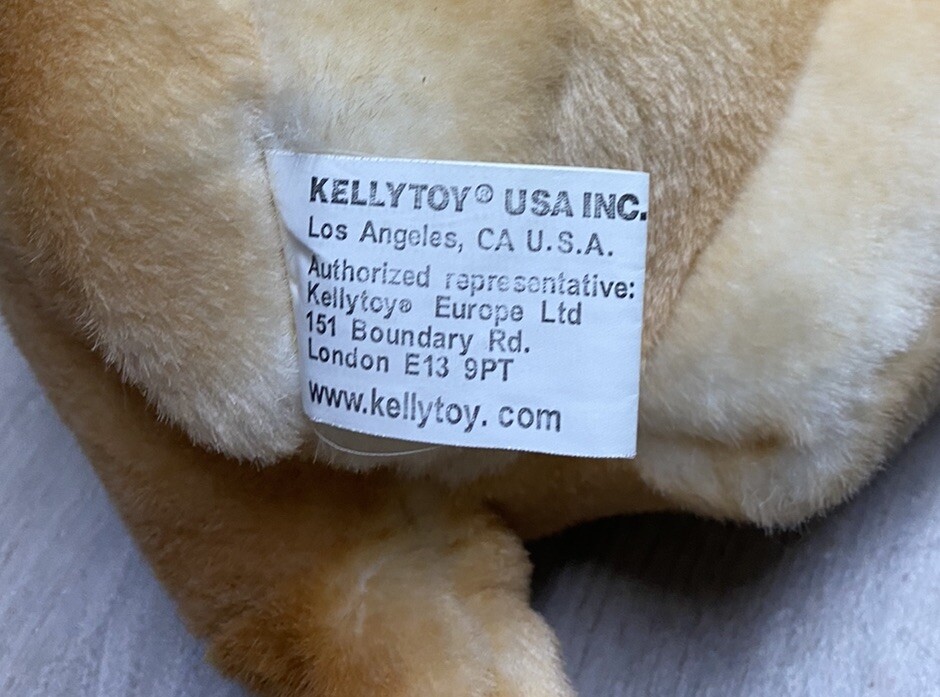 KELLYTOY® USA INC.
Los Angeles, CA U.S.A.
Authorized representative:
Kellytoy® Europe Ltd
151 Boundary Rd.
London E13 9PT
www.kellytoy. com